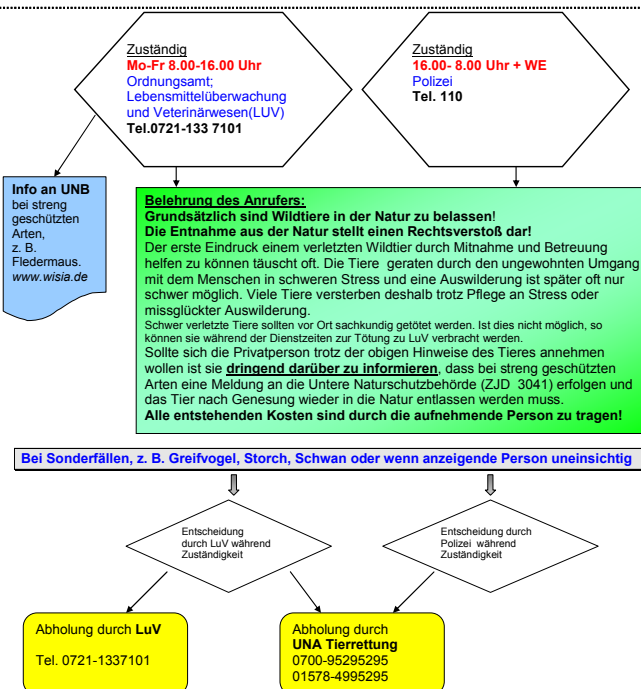 Zuständig
Mo-Fr 8.00-16.00 Uhr
Ordnungsamt;
Lebensmittelüberwachung
und Veterinärwesen(LUV)
Tel.0721-133 7101
Zuständig
16.00- 8.00 Uhr + WE
Polizei
Tel. 110
Info an UNB
bei streng
geschützten
Arten,
z. B.
Fledermaus.
www.wisia.de
Belehrung des Anrufers:
Grundsätzlich sind Wildtiere in der Natur zu belassen!
Die Entnahme aus der Natur stellt einen Rechtsverstoß dar!
Der erste Eindruck einem verletzten Wildtier durch Mitnahme und Betreuung
helfen zu können täuscht oft. Die Tiere geraten durch den ungewohnten Umgang
mit dem Menschen in schweren Stress und eine Auswilderung ist später oft nur
schwer möglich. Viele Tiere versterben deshalb trotz Pflege an Stress oder
missglückter Auswilderung.
Schwer verletzte Tiere sollten vor Ort sachkundig getötet werden. Ist dies nicht möglich, so
können sie während der Dienstzeiten zur Tötung zu LuV verbracht werden.
Sollte sich die Privatperson trotz der obigen Hinweise des Tieres annehmen
wollen ist sie dringend darüber zu informieren, dass bei streng geschützten
Arten eine Meldung an die Untere Naturschutzbehörde (ZJD 3041) erfolgen und
das Tier nach Genesung wieder in die Natur entlassen werden muss.
Alle entstehenden Kosten sind durch die aufnehmende Person zu tragen!
Bei Sonderfällen, z. B. Greifvogel, Storch, Schwan oder wenn anzeigende Person uneinsichtig
Entscheidung
durch LuV während
Zuständigkeit
Entscheidung durch
Polizei während
Zuständigkeit
Abholung durch LuV
Tel. 0721-1337101
Abholung durch
UNA Tierrettung
0700-95295295
01578-4995295